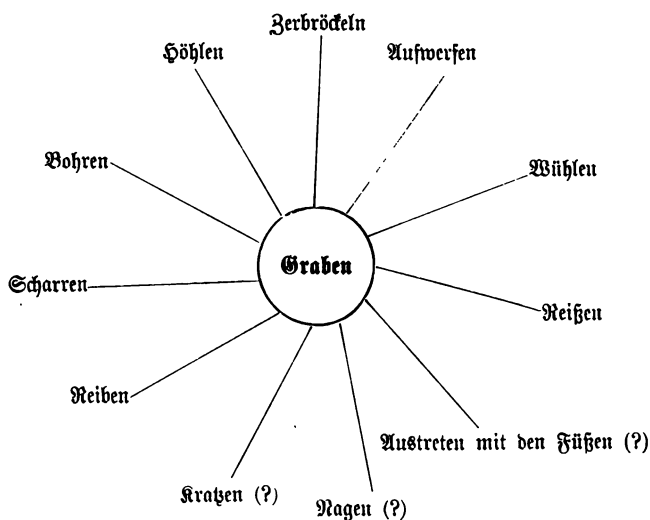 Zerbröckeln
Höhlen
Aufwerfen
Bohren
Wühlen
Graben
Scharren
Reißen
Reiben
Austreten mit den Füßen (?)
Kratzen (?)
Nagen (?)